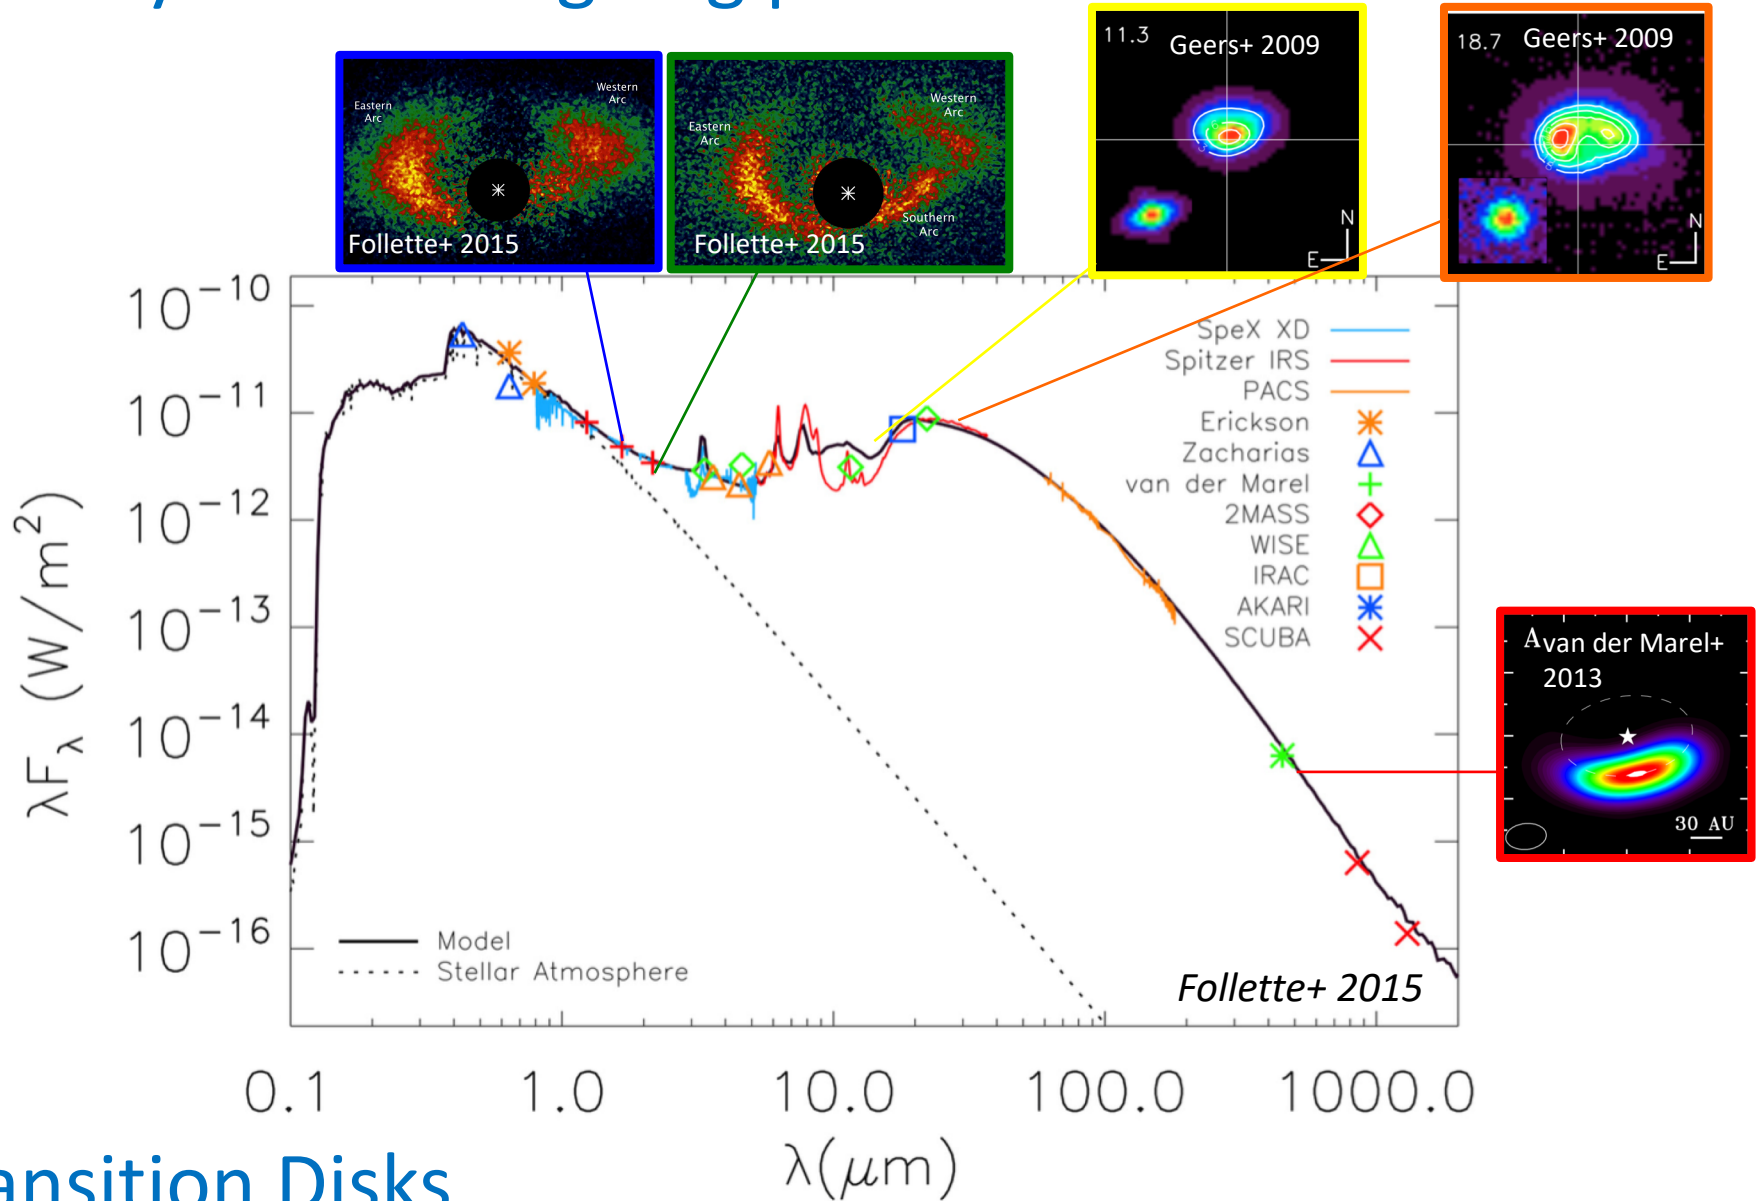 Eastern
Arc
Western
Arc
Follette+ 2015
Eastern
Arc
Western
Arc
Southern
Arc
Follette+ 2015
11.3
Geers+ 2009
N
E
18.7
Geers+ 2009
N
E
10-10
10-11
10-12
10-13
10-14
10-15
10-16
λFλ (W/m2)
SpeX XD
Spitzer IRS
PACS
Erickson
Zacharias
van der Marel
2MASS
WISE
IRAC
AKARI
SCUBA
A van der Marel+
2013
30 AU
Model
Stellar Atmosphere
Follette+ 2015
0.1
1.0
10.0
100.0
1000.0
λ(μm)
ansition Disks